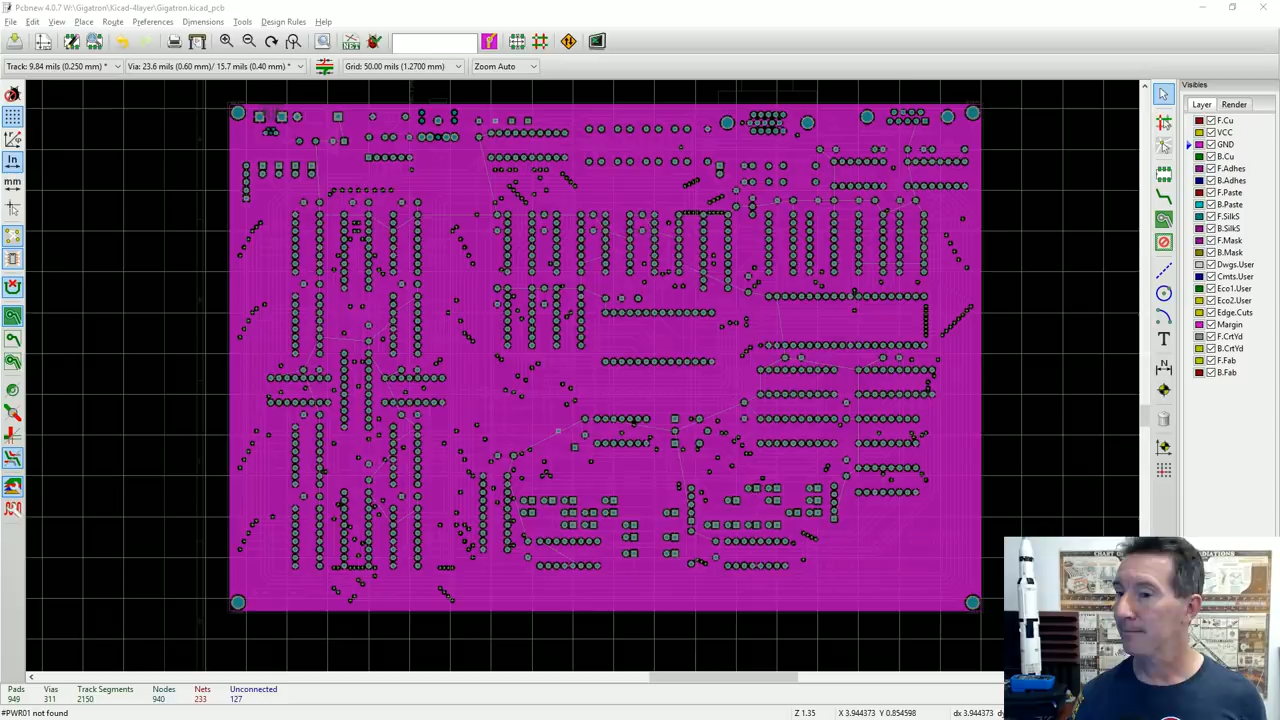 Pcbnew 4.0.7 W:\Gigatron\Kicad-4layer\Gigatron.kicad_pcb
File Edit View Place Route Preferences Dimensions Tools Design Rules Help
Track: 9.84 mils (0.250 mm) * Via: 23.6 mils (0.60 mm)/ 15.7 mils (0.40 mm) * Grid: 50.00 mils (1.2700 mm) Zoom Auto
Visibles
Layer Render
F.Cu
VCC
GND
B.Cu
F.Adhes
B.Adhes
F.Paste
B.Paste
F.SilkS
B.SilkS
F.Mask
B.Mask
Dwgs.User
Cmts.User
Eco1.User
Eco2.User
Edge.Cuts
Margin
F.CrtYd
B.CrtYd
F.Fab
B.Fab
Pads Vias Track Segments Nodes Nets Unconnected
949 311 2150 940 233 127
#PWR01 not found Z 1.35 X 3.944373 Y 0.854598 dx 3.944373